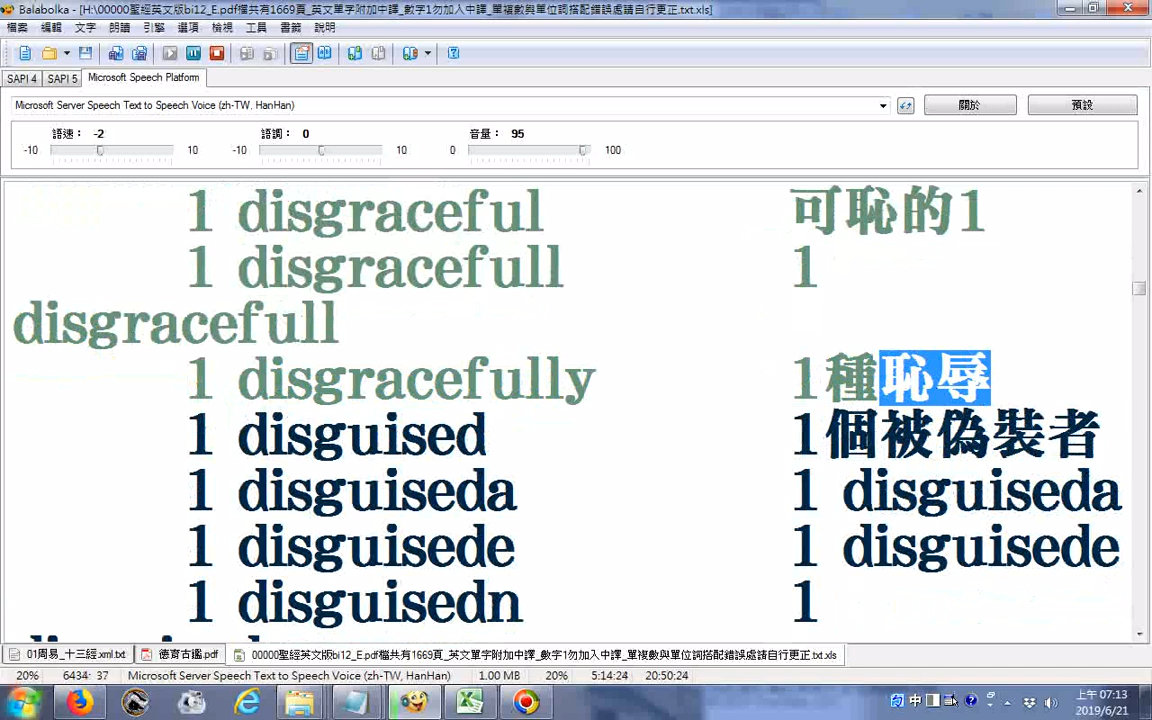 Balabolka - [H:\00000聖經英文版bi12_E.pdf檔共有1669頁_英文單字附加中譯_數字1勿加入中譯_單複數與單位詞搭配錯誤處請自行更正.txt.xls]
檔案 編輯 文字 朗讀 引擎 選項 檢視 工具 書籤 說明
SAPI 4 SAPI 5 Microsoft Speech Platform
Microsoft Server Speech Text to Speech Voice (zh-TW, HanHan) 關於 預設
語速： -2 語調： 0 音量： 95
-10 10 -10 10 0 100
1 disgraceful 可恥的1
1 disgracefull 1
disgracefull
1 disgracefully 1種恥辱
1 disguised 1個被偽裝者
1 disguiseda 1 disguiseda
1 disguisede 1 disguisede
1 disguisedn 1
01周易_十三經.xml.txt 德育古鑑.pdf 00000聖經英文版bi12_E.pdf檔共有1669頁_英文單字附加中譯_數字1勿加入中譯_單複數與單位詞搭配錯誤處請自行更正.txt.xls
20% 6434: 37 Microsoft Server Speech Text to Speech Voice (zh-TW, HanHan) 1.00 MB 20% 5:14:24 20:50:24
中 上午 07:13
2019/6/21